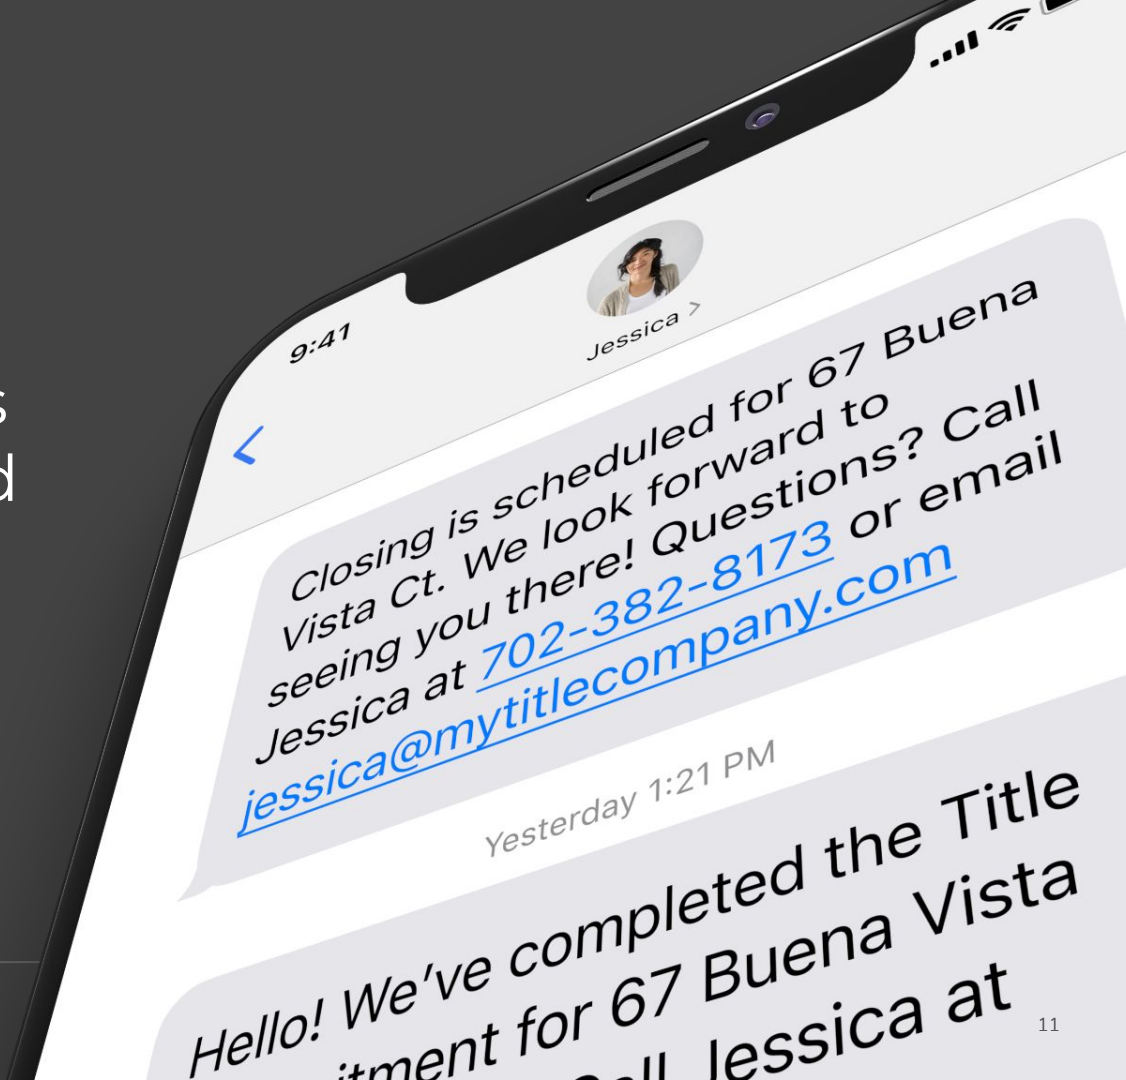 s
d
9:41
Jessica >
Closing is scheduled for 67 Buena
Vista Ct. We look forward to
seeing you there! Questions? Call
Jessica at 702-382-8173 or email
jessica@mytitlecompany.com
Yesterday 1:21 PM
Hello! We’ve completed the Title
itment for 67 Buena Vista
Call Jessica at
11